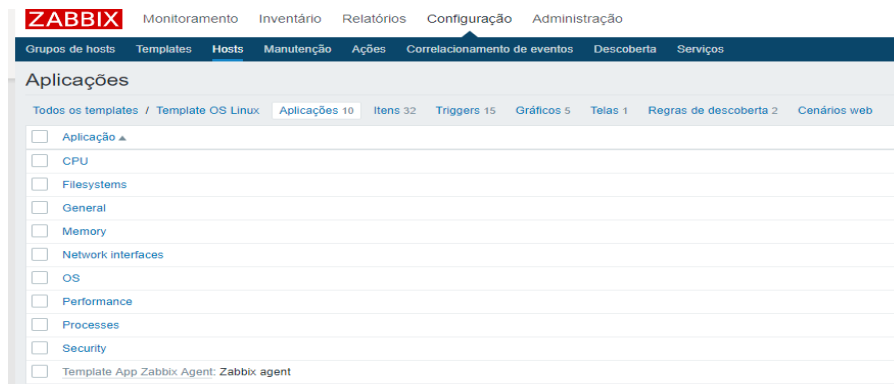 ZABBIX Monitoramento Inventário Relatórios Configuração Administração
Grupos de hosts Templates Hosts Manutenção Ações Correlacionamento de eventos Descoberta Serviços
Aplicações
Todos os templates / Template OS Linux Aplicações 10 Itens 32 Triggers 15 Gráficos 5 Telas 1 Regras de descoberta 2 Cenários web
Aplicação
CPU
Filesystems
General
Memory
Network interfaces
OS
Performance
Processes
Security
Template App Zabbix Agent: Zabbix agent